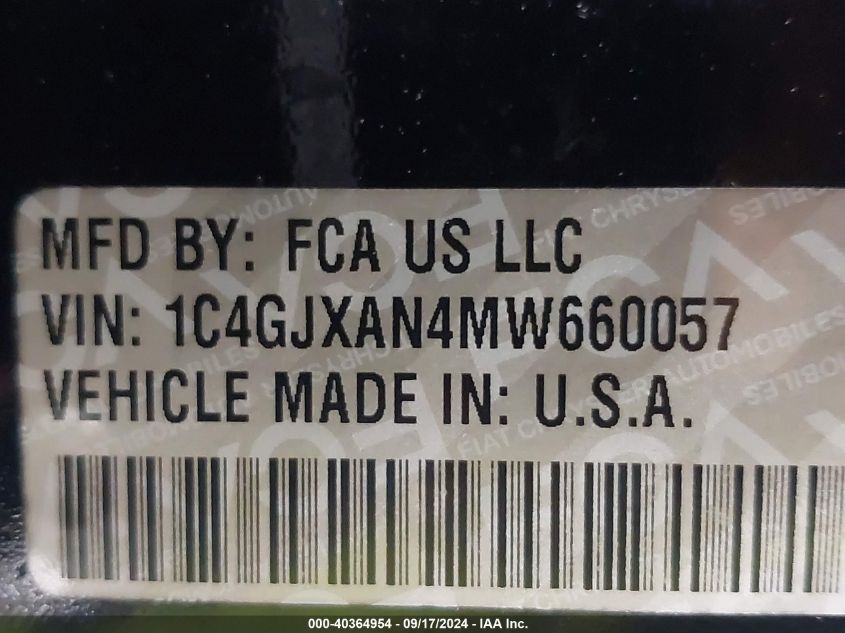 MFD BY: FCA US LLC
VIN: 1C4GJXAN4MW660057
VEHICLE MADE IN: U.S.A.
000-40364954 - 09/17/2024 - IAA Inc.